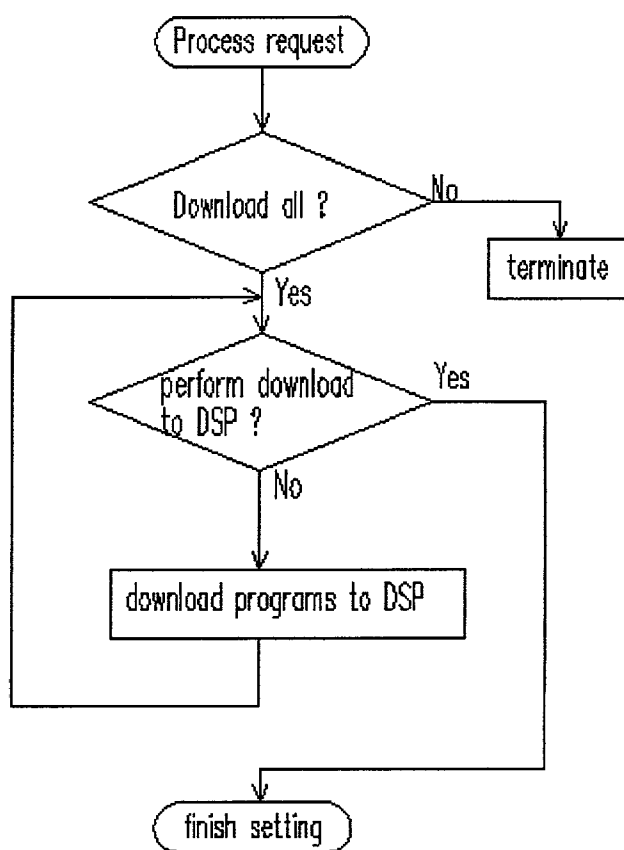 Process request
Download all ?
No
terminate
Yes
perform download
to DSP ?
Yes
No
download programs to DSP
finish setting